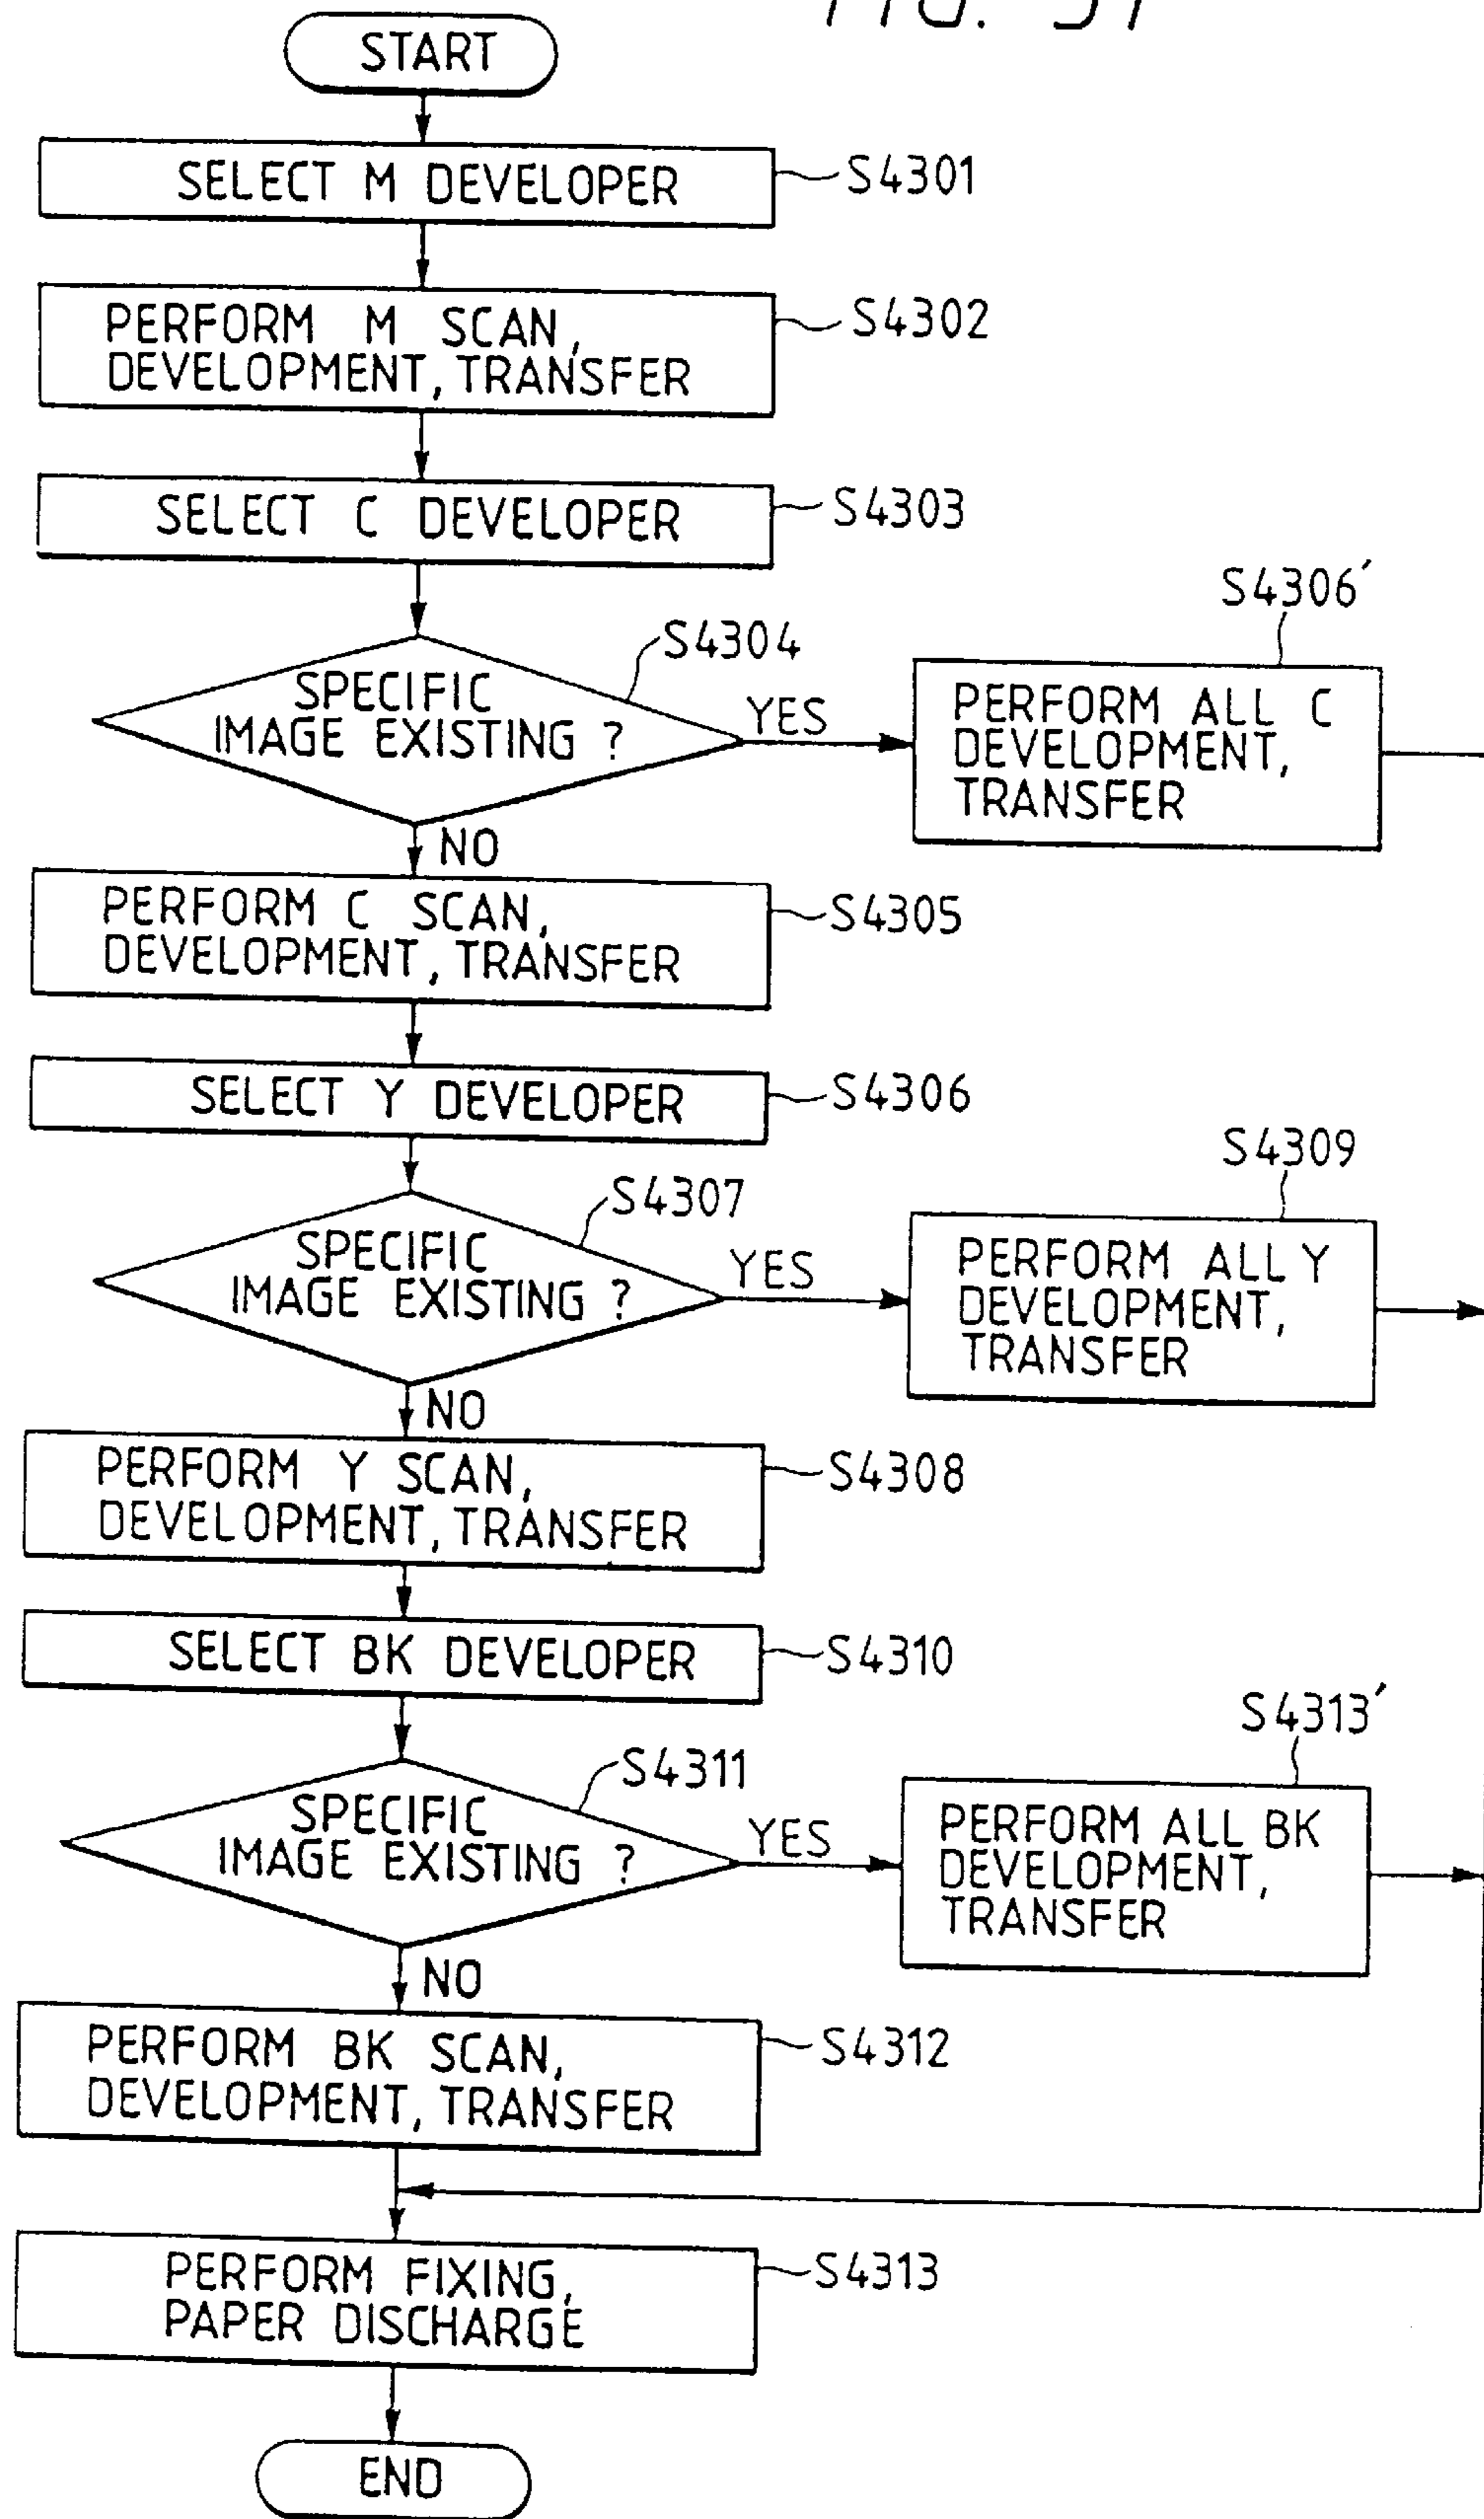 START
SELECT M DEVELOPER
S4301
PERFORM M SCAN,
DEVELOPMENT, TRANSFER
S4302
SELECT C DEVELOPER
S4303
SPECIFIC
IMAGE EXISTING ?
S4304
YES
S4306′
PERFORM ALL C
DEVELOPMENT,
TRANSFER
NO
PERFORM C SCAN,
DEVELOPMENT, TRANSFER
S4305
SELECT Y DEVELOPER
S4306
SPECIFIC
IMAGE EXISTING ?
S4307
YES
S4309
PERFORM ALL Y
DEVELOPMENT,
TRANSFER
NO
PERFORM Y SCAN,
DEVELOPMENT, TRANSFER
S4308
SELECT BK DEVELOPER
S4310
SPECIFIC
IMAGE EXISTING ?
S4311
YES
S4313′
PERFORM ALL BK
DEVELOPMENT,
TRANSFER
NO
PERFORM BK SCAN,
DEVELOPMENT, TRANSFER
S4312
PERFORM FIXING,
PAPER DISCHARGE
S4313
END